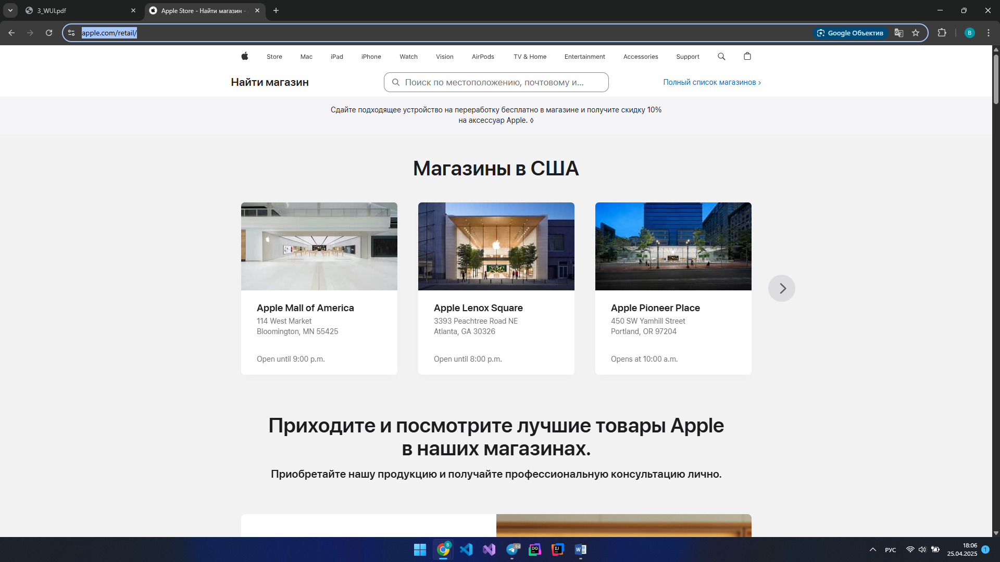 3_WUI.pdf
Apple Store - Найти магазин -
apple.com/retail/
Google Объектив
B
Store
Mac
iPad
iPhone
Watch
Vision
AirPods
TV & Home
Entertainment
Accessories
Support
Найти магазин
Поиск по местоположению, почтовому и...
Полный список магазинов ›
Сдайте подходящее устройство на переработку бесплатно в магазине и получите скидку 10%
на аксессуар Apple. ◊
Магазины в США
Apple Mall of America
114 West Market
Bloomington, MN 55425
Open until 9:00 p.m.
Apple Lenox Square
3393 Peachtree Road NE
Atlanta, GA 30326
Open until 8:00 p.m.
Apple Pioneer Place
450 SW Yamhill Street
Portland, OR 97204
Opens at 10:00 a.m.
Приходите и посмотрите лучшие товары Apple
в наших магазинах.
Приобретайте нашу продукцию и получайте профессиональную консультацию лично.
B
94
DG
IJ
W
РУС
18:06
25.04.2025
1